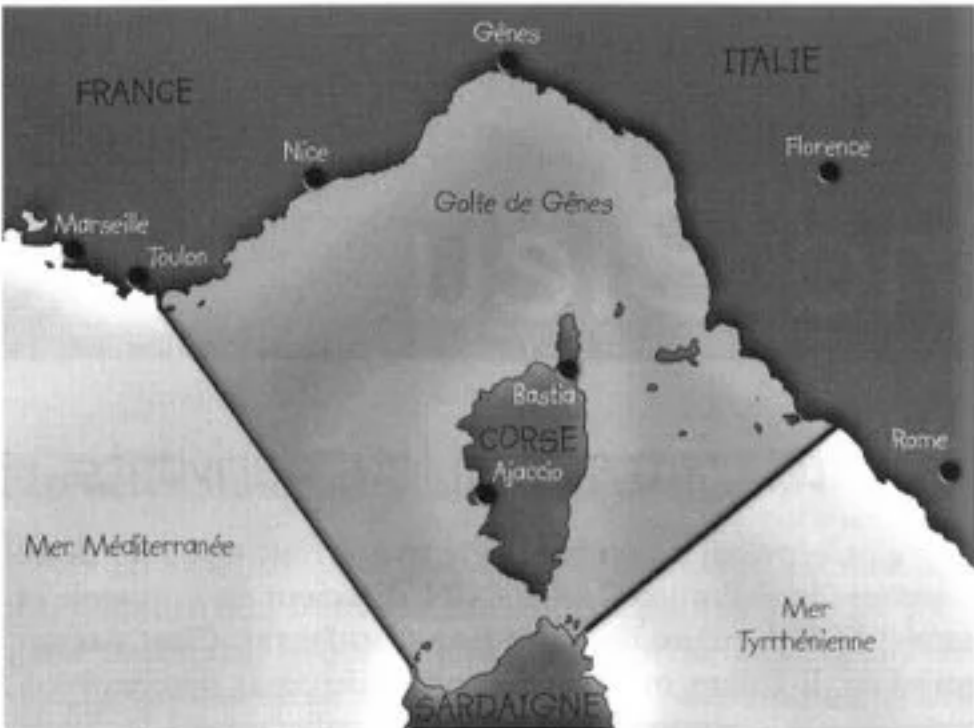 Gênes
ITALIE
FRANCE
Nice
Florence
Golfe de Gênes
Marseille
Toulon
Bastia
CORSE
Rome
Ajaccio
Mer Méditerranée
Mer
Tyrrhénienne
SARDAIGNE